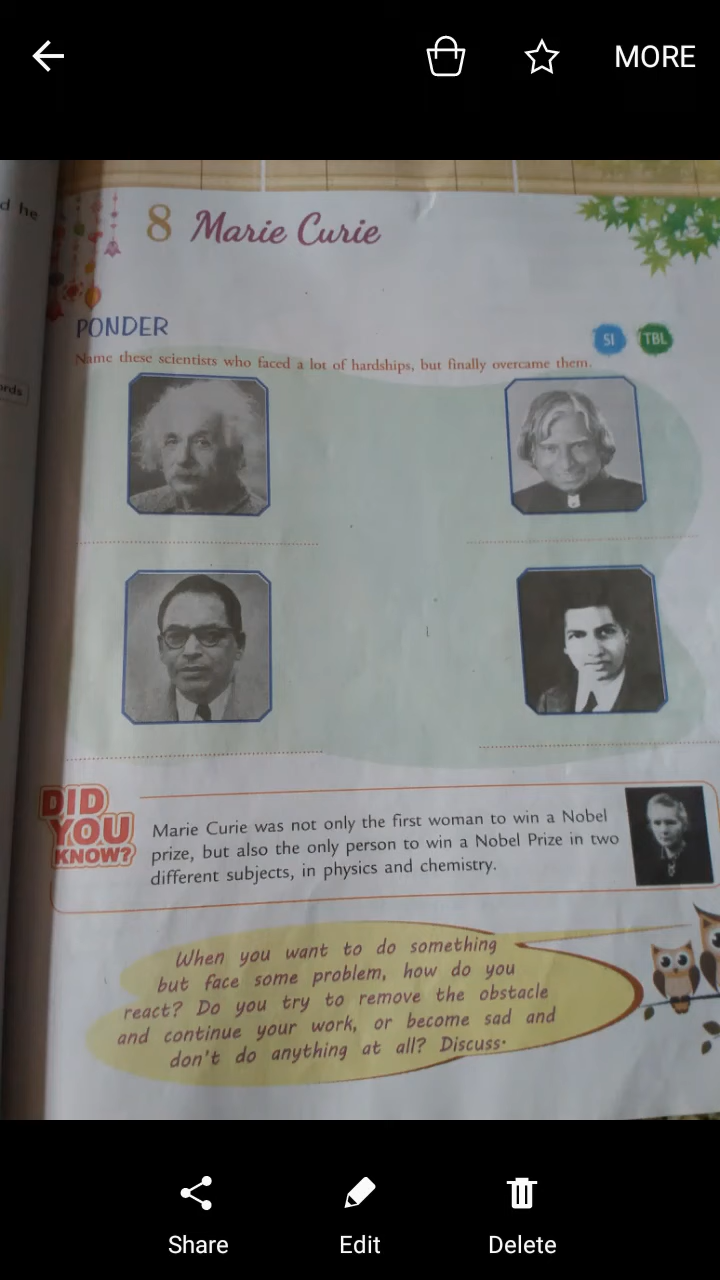 MORE
d he
8 Marie Curie
PONDER
SI TBL
Name these scientists who faced a lot of hardships, but finally overcame them.
ards
DID
YOU
KNOW?
Marie Curie was not only the first woman to win a Nobel
prize, but also the only person to win a Nobel Prize in two
different subjects, in physics and chemistry.
When you want to do something
but face some problem, how do you
react? Do you try to remove the obstacle
and continue your work, or become sad and
don't do anything at all? Discuss.
Share Edit Delete